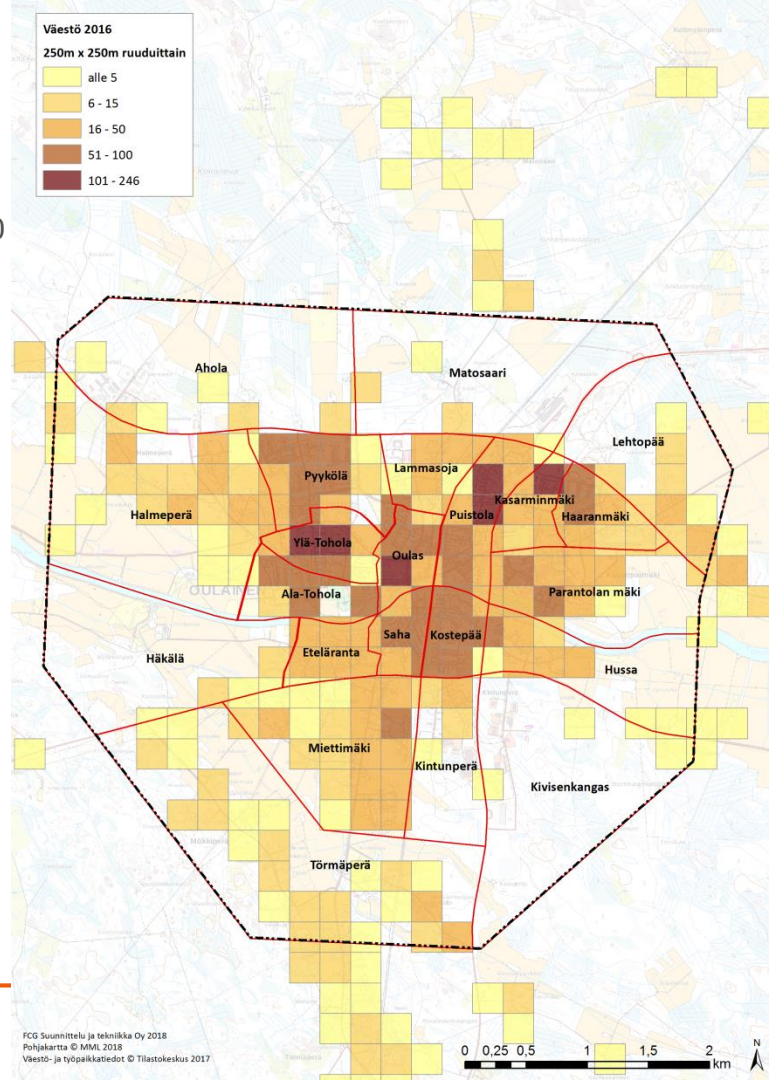 Väestö 2016
250m x 250m ruuduittain
alle 5
6 - 15
16 - 50
51 - 100
101 - 246
Ahola
Matosaari
Lehtopää
Halmeperä
Pyykölä
Lammasoja
Kasarminmäki
Halmeperä
Puistola
Haaranmäki
Ylä-Tohola
Oulas
OULAINEN
Ala-Tohola
Parantolan mäki
Saha
Kostepää
Häkälä
Eteläranta
Hussa
Kintunperä
Miettimäki
Kintunperä
Kivisenkangas
Törmäperä
FCG Suunnittelu ja tekniikka Oy 2018
Pohjakartta © MML 2018
Väestö- ja työpaikkatiedot © Tilastokeskus 2017
0 0,25 0,5 1 1,5 2
km
N